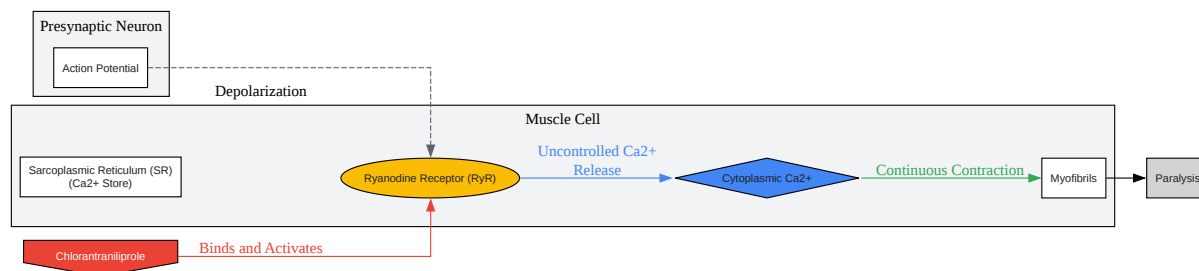 Presynaptic Neuron
Action Potential
Depolarization
Muscle Cell
Sarcoplasmic Reticulum (SR)
(Ca2+ Store)
Ryanodine Receptor (RyR)
Uncontrolled Ca2+
Release
Cytoplasmic Ca2+
Continuous Contraction
Myofibrils
Paralysis
Chlorantraniliprole
Binds and Activates